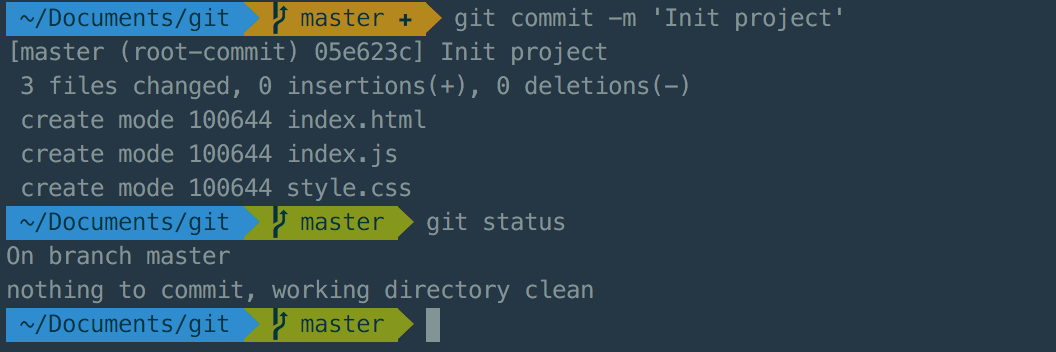 ~/Documents/git master + git commit -m 'Init project'
[master (root-commit) 05e623c] Init project
3 files changed, 0 insertions(+), 0 deletions(-)
create mode 100644 index.html
create mode 100644 index.js
create mode 100644 style.css
~/Documents/git master git status
On branch master
nothing to commit, working directory clean
~/Documents/git master